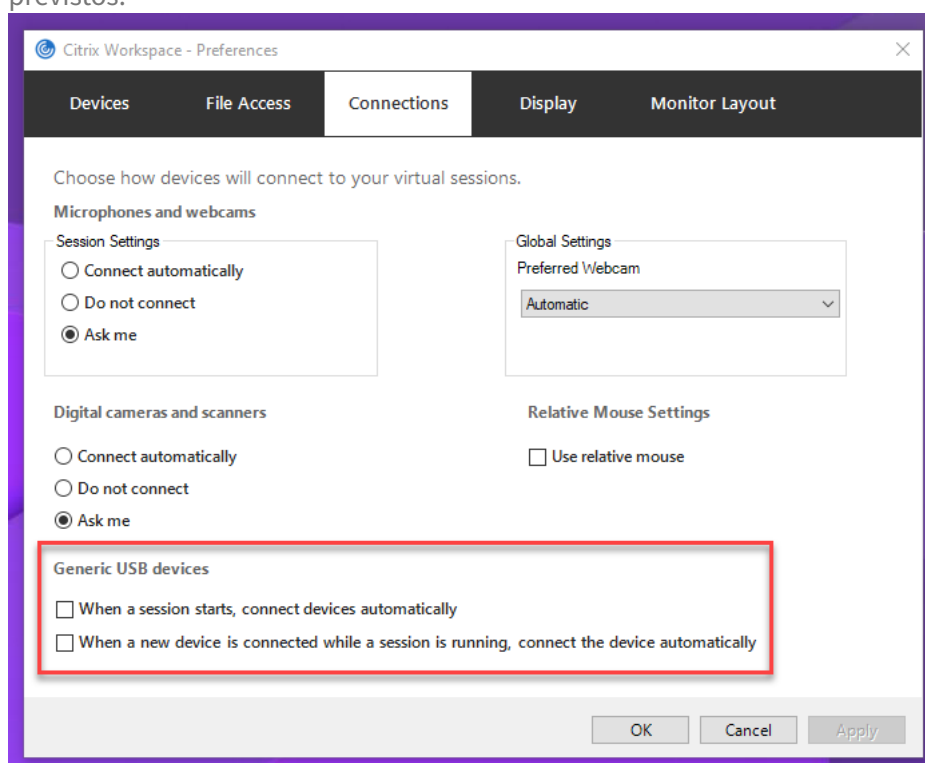 previstos:
Citrix Workspace - Preferences
Devices File Access Connections Display Monitor Layout
Choose how devices will connect to your virtual sessions.
Microphones and webcams
Session Settings
Connect automatically
Do not connect
Ask me
Global Settings
Preferred Webcam
Automatic
Digital cameras and scanners
Connect automatically
Do not connect
Ask me
Relative Mouse Settings
Use relative mouse
Generic USB devices
When a session starts, connect devices automatically
When a new device is connected while a session is running, connect the device automatically
OK Cancel Apply